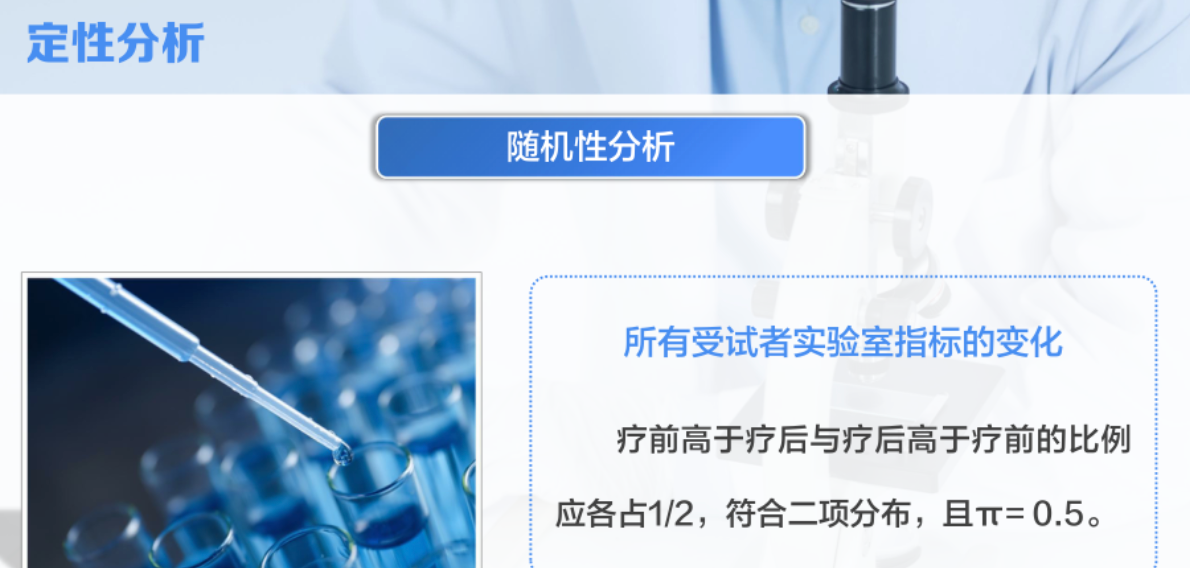 定性分析
随机性分析
所有受试者实验室指标的变化
疗前高于疗后与疗后高于疗前的比例
应各占1/2，符合二项分布，且π= 0.5。